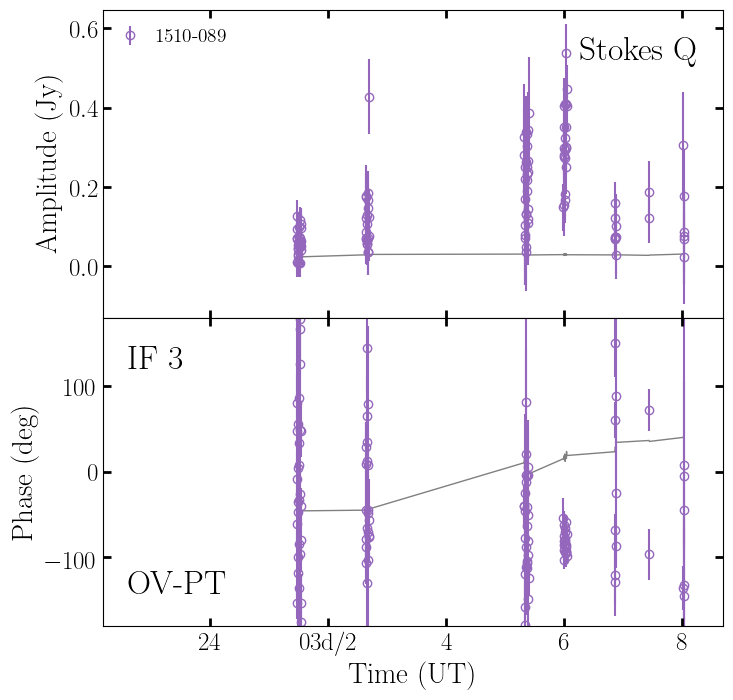 1510-089
Stokes Q
0.6
0.4
0.2
0.0
Amplitude (Jy)
IF 3
100
0
−100
Phase (deg)
OV-PT
24
03d/2
4
6
8
Time (UT)